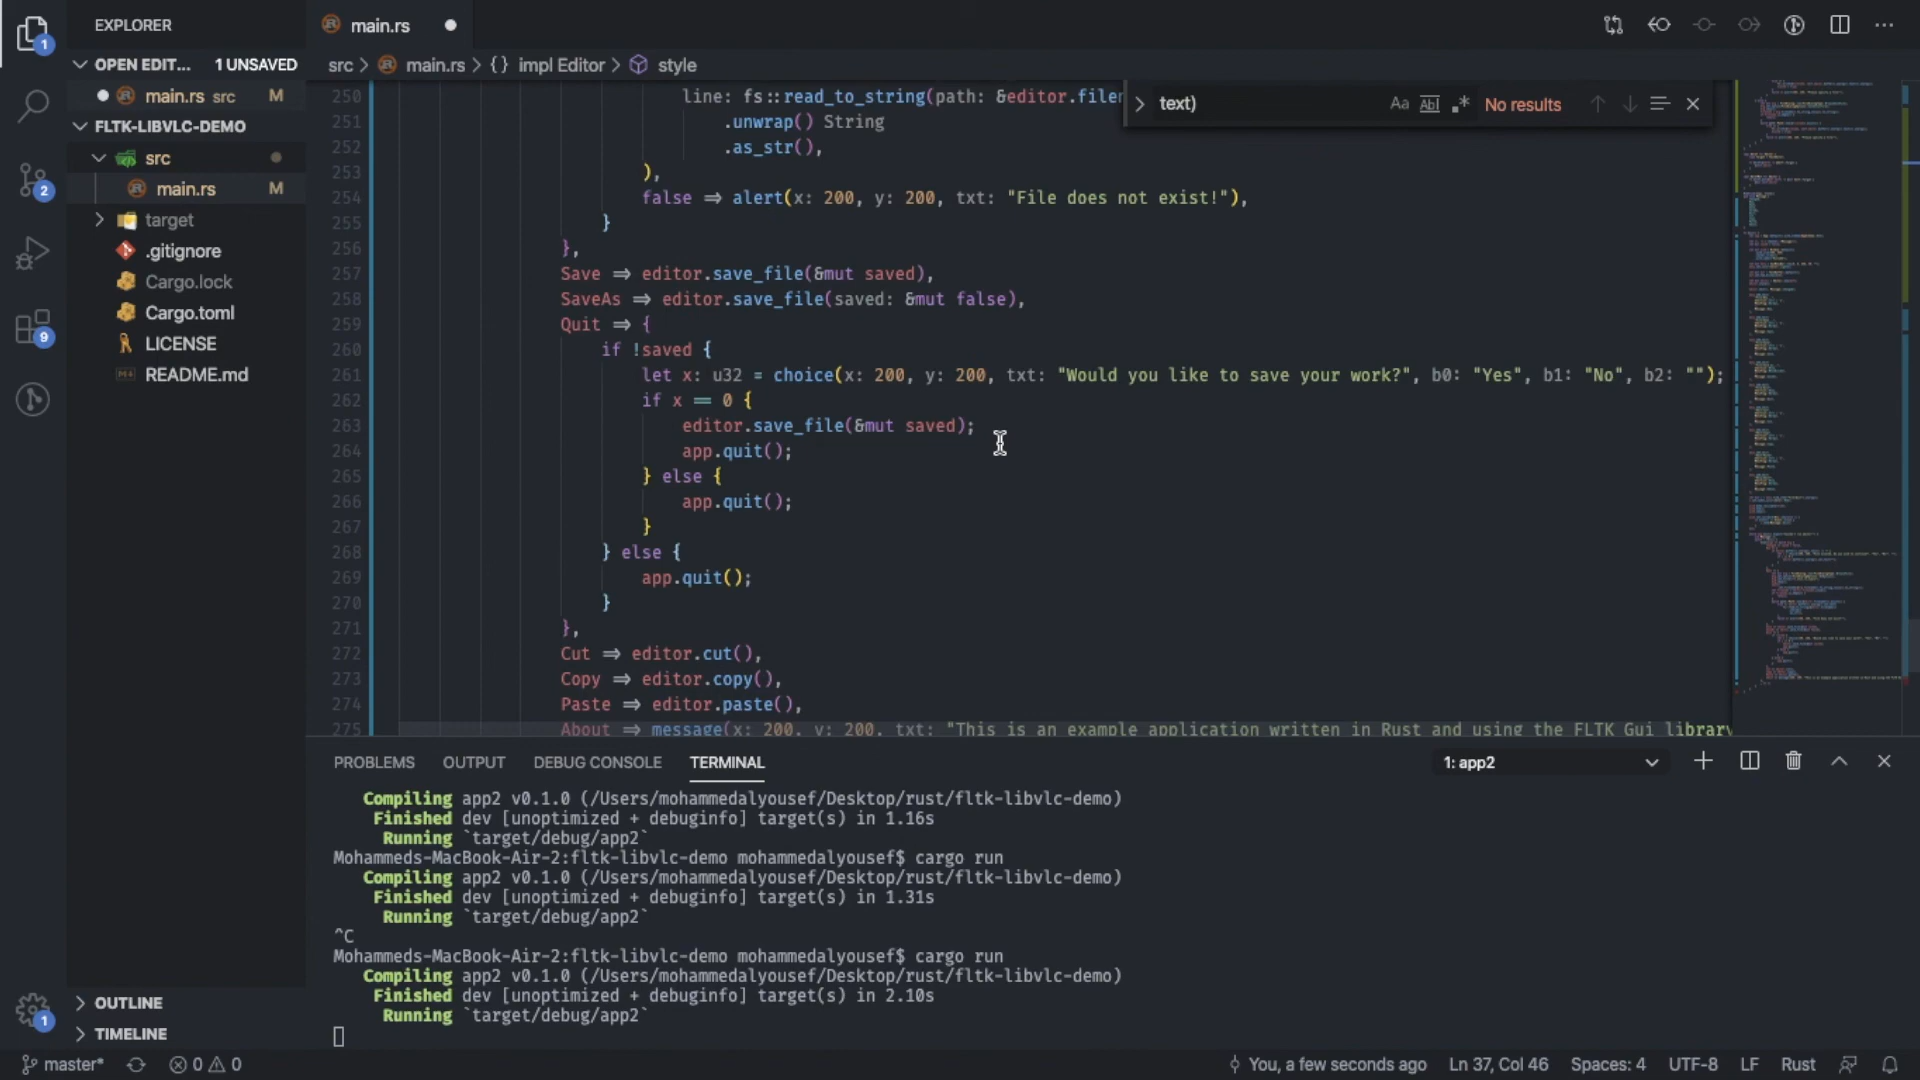 EXPLORER
main.rs
OPEN EDIT... 1 UNSAVED
main.rs src M
FLTK-LIBVLC-DEMO
src
main.rs M
target
.gitignore
Cargo.lock
Cargo.toml
LICENSE
README.md
OUTLINE
TIMELINE
1
2
9
1
src > main.rs > {} impl Editor > style
text)
Aa Abl .* No results
250 line: fs::read_to_string(path: &editor.filer
251 .unwrap() String
252 .as_str(),
253 ),
254 false ⇒ alert(x: 200, y: 200, txt: "File does not exist!"),
255 }
256 },
257 Save ⇒ editor.save_file(&mut saved),
258 SaveAs ⇒ editor.save_file(saved: &mut false),
259 Quit ⇒ {
260 if !saved {
261 let x: u32 = choice(x: 200, y: 200, txt: "Would you like to save your work?", b0: "Yes", b1: "No", b2: "");
262 if x == 0 {
263 editor.save_file(&mut saved);
264 app.quit();
265 } else {
266 app.quit();
267 }
268 } else {
269 app.quit();
270 }
271 },
272 Cut ⇒ editor.cut(),
273 Copy ⇒ editor.copy(),
274 Paste ⇒ editor.paste(),
275 About ⇒ message(x: 200, y: 200, txt: "This is an example application written in Rust and using the FLTK Gui library
PROBLEMS OUTPUT DEBUG CONSOLE TERMINAL 1: app2
Compiling app2 v0.1.0 (/Users/mohammedalyousef/Desktop/rust/fltk-libvlc-demo)
Finished dev [unoptimized + debuginfo] target(s) in 1.16s
Running `target/debug/app2`
Mohammeds-MacBook-Air-2:fltk-libvlc-demo mohammedalyousef$ cargo run
Compiling app2 v0.1.0 (/Users/mohammedalyousef/Desktop/rust/fltk-libvlc-demo)
Finished dev [unoptimized + debuginfo] target(s) in 1.31s
Running `target/debug/app2`
^C
Mohammeds-MacBook-Air-2:fltk-libvlc-demo mohammedalyousef$ cargo run
Compiling app2 v0.1.0 (/Users/mohammedalyousef/Desktop/rust/fltk-libvlc-demo)
Finished dev [unoptimized + debuginfo] target(s) in 2.10s
Running `target/debug/app2`
master* 0 0 You, a few seconds ago Ln 37, Col 46 Spaces: 4 UTF-8 LF Rust